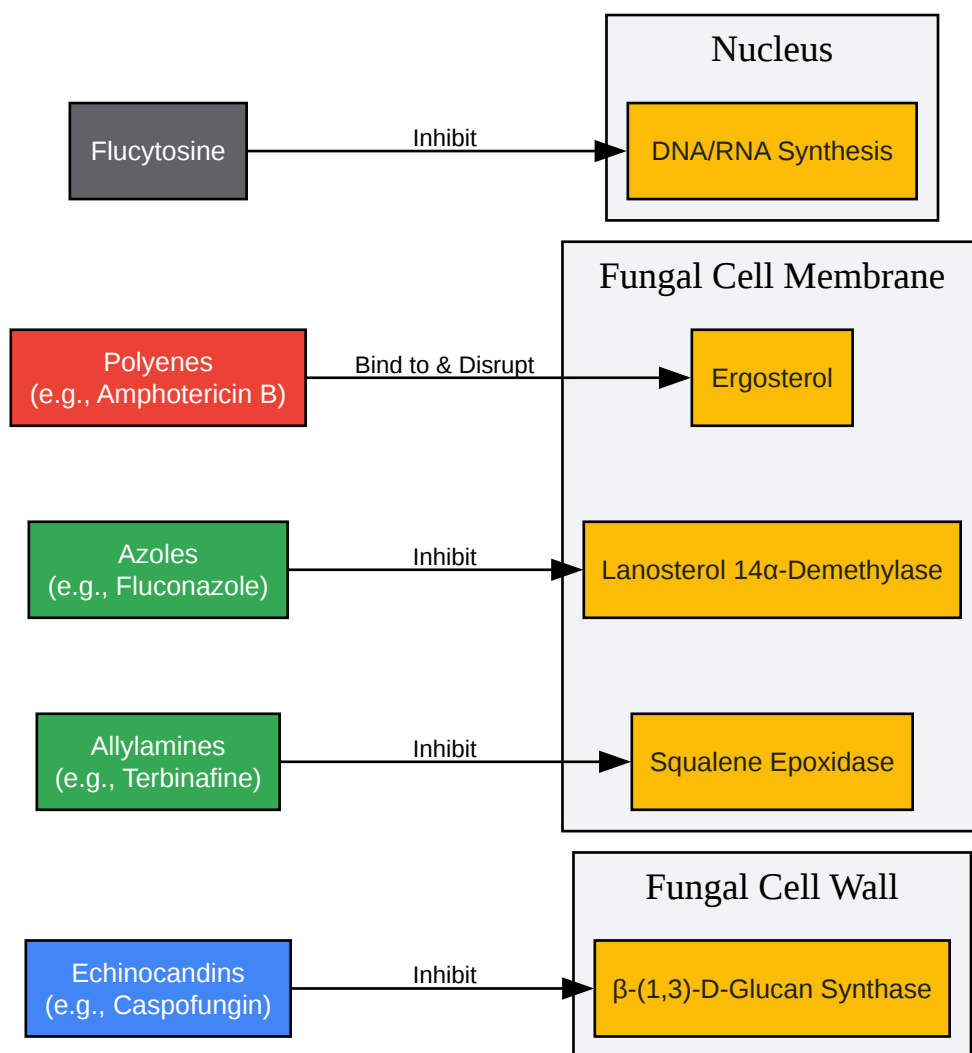 Nucleus
Flucytosine
Inhibit
DNA/RNA Synthesis
Fungal Cell Membrane
Polyenes
(e.g., Amphotericin B)
Bind to & Disrupt
Ergosterol
Azoles
(e.g., Fluconazole)
Inhibit
Lanosterol 14α-Demethylase
Allylamines
(e.g., Terbinafine)
Inhibit
Squalene Epoxidase
Fungal Cell Wall
Echinocandins
(e.g., Caspofungin)
Inhibit
β-(1,3)-D-Glucan Synthase